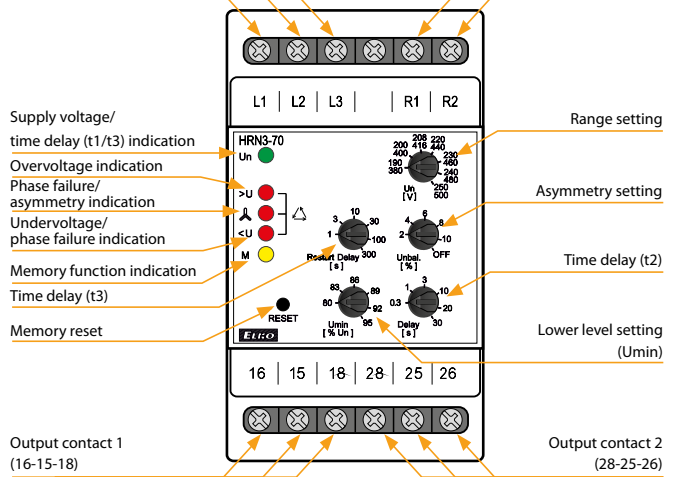 L1 L2 L3 R1 R2
Supply voltage/
time delay (t1/t3) indication
Overvoltage indication
Phase failure/
asymmetry indication
Undervoltage/
phase failure indication
Memory function indication
Time delay (t3)
Memory reset
Output contact 1
(16-15-18)
HRN3-70
Un
>U
<U
M
RESET
ELKO
380 190
400 200
416 208
440 220
460 230
480 240
500 250
Un
[V]
1 3 10 30 100 300
Restart Delay
[s]
2 4 6 8 10 OFF
Unbal.
[%]
80 83 86 89 92 95
Umin
[% Un]
0.3 1 3 10 20 30
Delay
[s]
16 15 18 28 25 26
Range setting
Asymmetry setting
Time delay (t2)
Lower level setting
(Umin)
Output contact 2
(28-25-26)